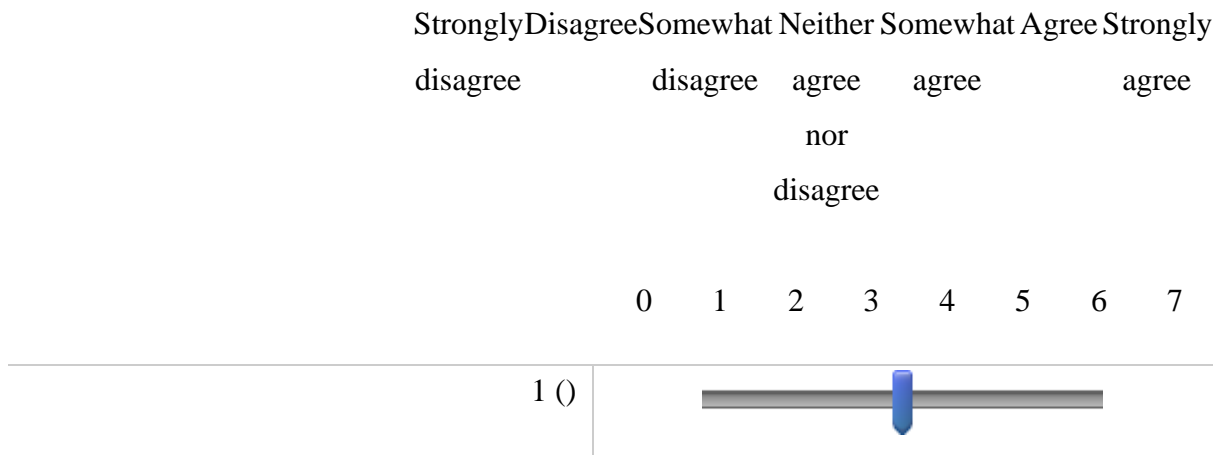 StronglyDisagreeSomewhat Neither Somewhat Agree Strongly
disagree disagree agree agree agree
nor
disagree
0 1 2 3 4 5 6 7
1 ()